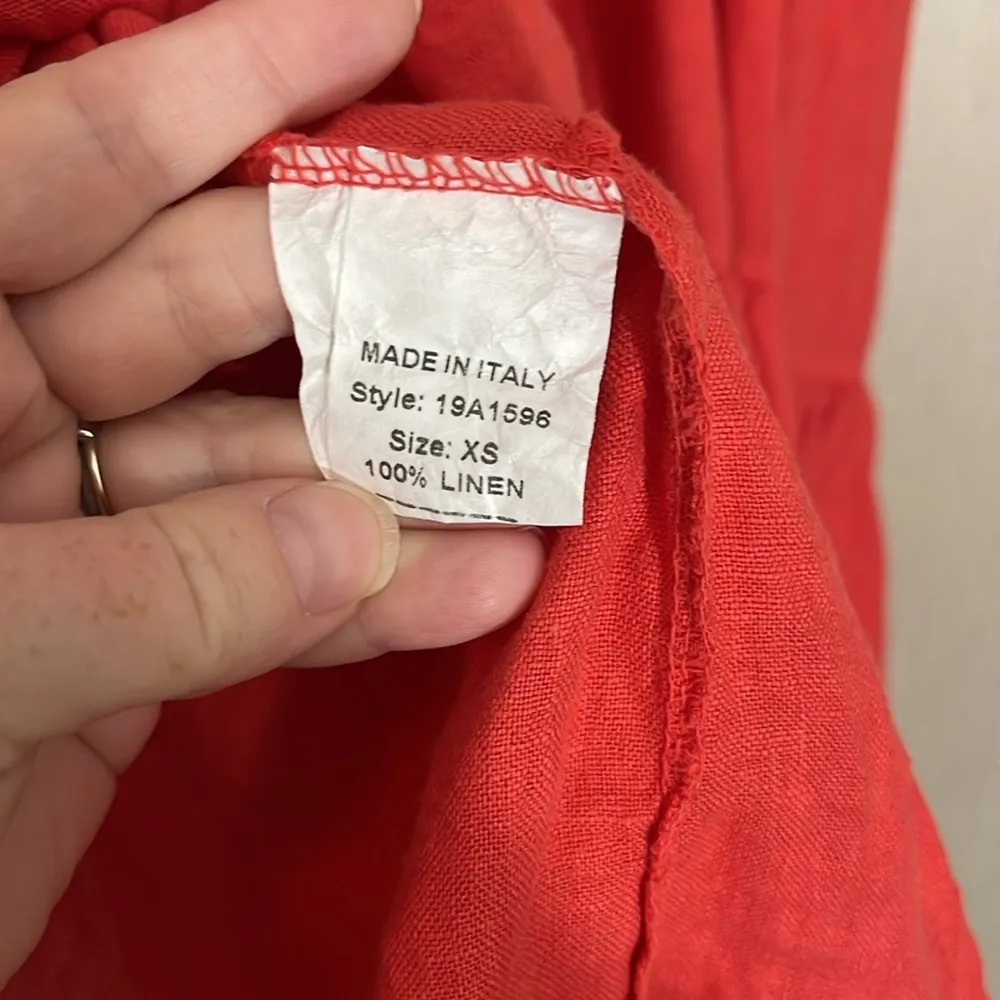 MADE IN ITALY
Style: 19A1596
Size: XS
100% LINEN